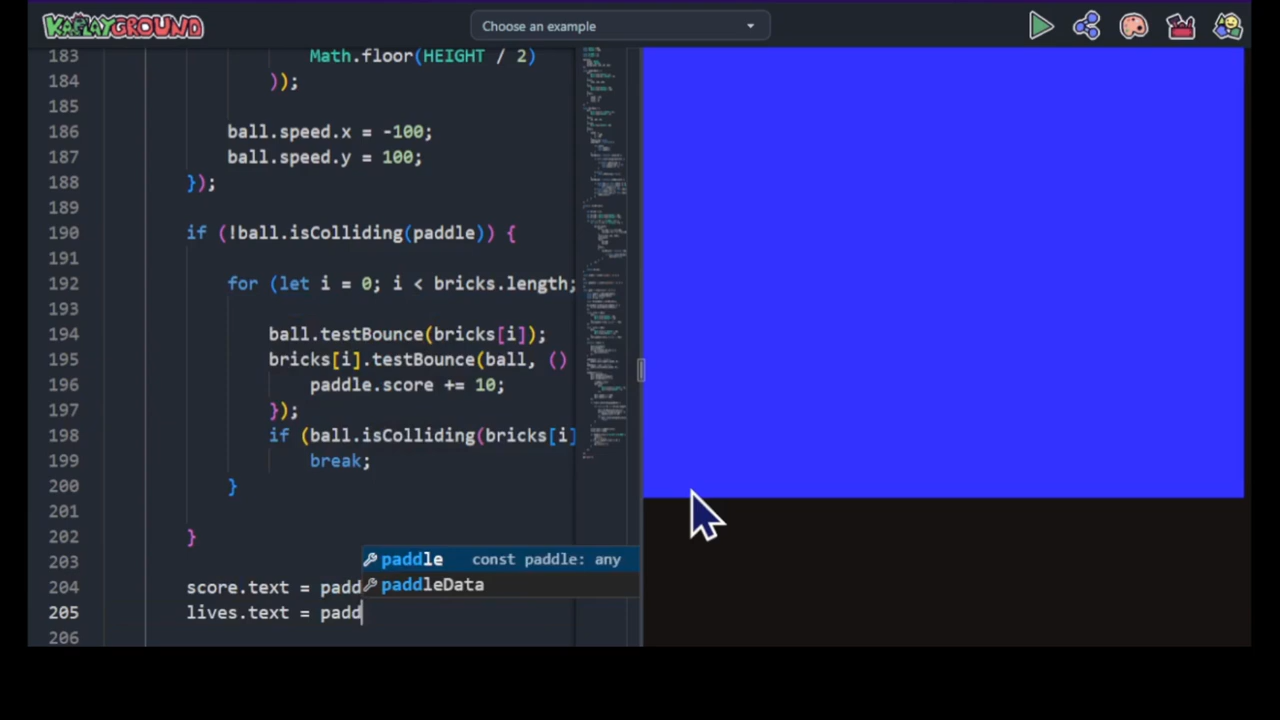 KAPLAYGROUND
Choose an example
183 Math.floor(HEIGHT / 2)
184 ));
185
186 ball.speed.x = -100;
187 ball.speed.y = 100;
188 });
189
190 if (!ball.isColliding(paddle)) {
191
192 for (let i = 0; i < bricks.length;
193
194 ball.testBounce(bricks[i]);
195 bricks[i].testBounce(ball, ()
196 paddle.score += 10;
197 });
198 if (ball.isColliding(bricks[i]
199 break;
200 }
201
202 }
203
paddle const paddle: any
paddleData
204 score.text = padd
205 lives.text = padd
206